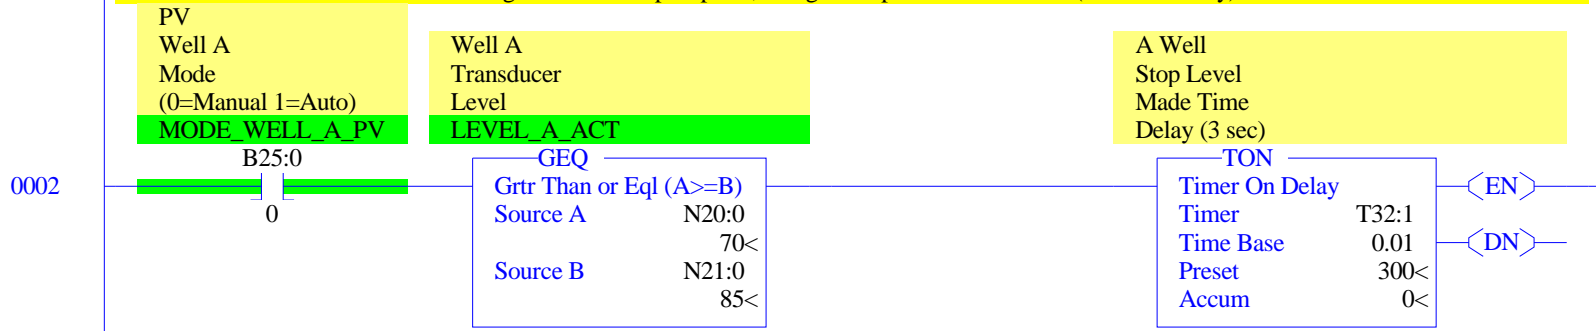 PV
Well A
Mode
(0=Manual 1=Auto)
MODE_WELL_A_PV
B25:0
0
Well A
Transducer
Level
LEVEL_A_ACT
GEQ
Grtr Than or Eql (A>=B)
Source A N20:0
70<
Source B N21:0
85<
A Well
Stop Level
Made Time
Delay (3 sec)
TON
Timer On Delay
Timer T32:1
Time Base 0.01
Preset 300<
Accum 0<
EN
DN
0002